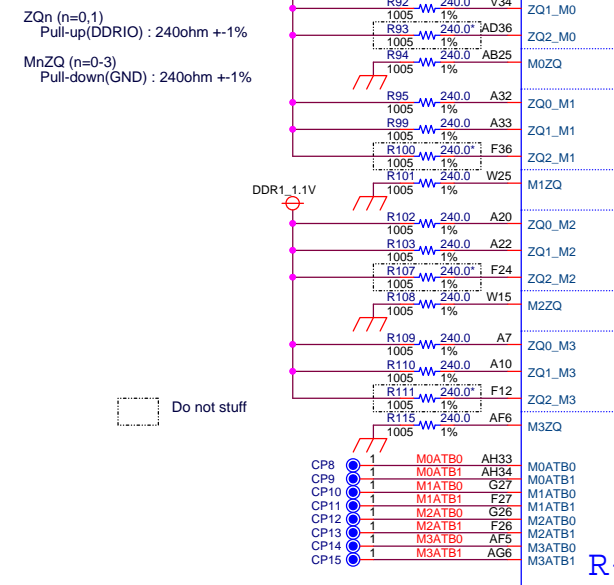 R92 240.0 V34 ZQ1_M0
1005 1%
ZQn (n=0,1)
Pull-up(DDRIO) : 240ohm +-1%
R93 240.0* AD36 ZQ2_M0
1005 1%
MnZQ (n=0-3)
Pull-down(GND) : 240ohm +-1%
R94 240.0 AB25 M0ZQ
1005 1%
R95 240.0 A32 ZQ0_M1
1005 1%
R99 240.0 A33 ZQ1_M1
1005 1%
R100 240.0* F36 ZQ2_M1
1005 1%
R101 240.0 W25 M1ZQ
1005 1%
DDR1_1.1V
R102 240.0 A20 ZQ0_M2
1005 1%
R103 240.0 A22 ZQ1_M2
1005 1%
R107 240.0* F24 ZQ2_M2
1005 1%
R108 240.0 W15 M2ZQ
1005 1%
R109 240.0 A7 ZQ0_M3
1005 1%
R110 240.0 A10 ZQ1_M3
1005 1%
R111 240.0* F12 ZQ2_M3
1005 1%
Do not stuff
R115 240.0 AF6 M3ZQ
1005 1%
CP8 1 M0ATB0 AH33 M0ATB0
CP9 1 M0ATB1 AH34 M0ATB1
CP10 1 M1ATB0 G27 M1ATB0
CP11 1 M1ATB1 F27 M1ATB1
CP12 1 M2ATB0 G26 M2ATB0
CP13 1 M2ATB1 F26 M2ATB1
CP14 1 M3ATB0 AF5 M3ATB0
CP15 1 M3ATB1 AG6 M3ATB1
R